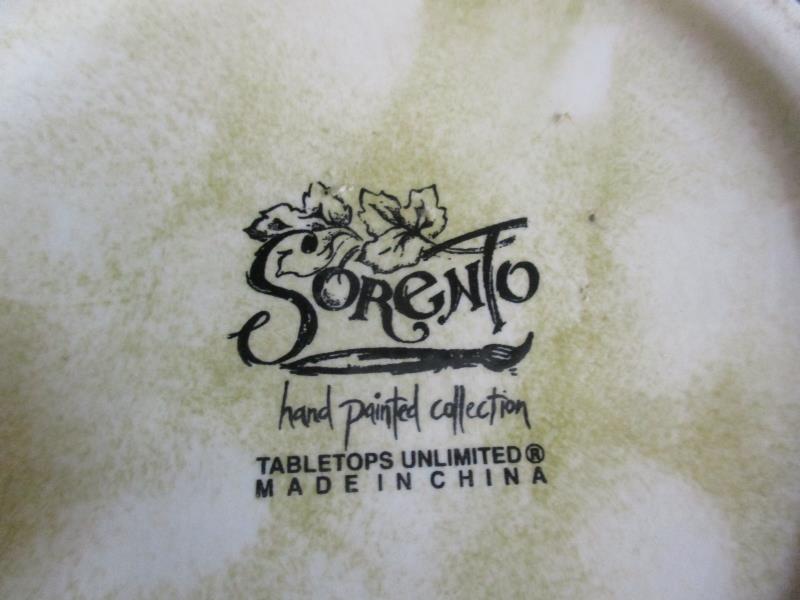 SORENTO
hand painted collection
TABLETOPS UNLIMITED®
MADE IN CHINA